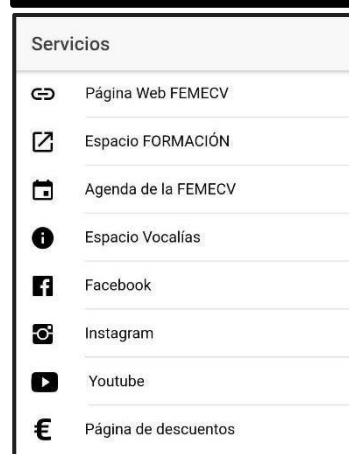 Servicios
Página Web FEMECV
Espacio FORMACIÓN
Agenda de la FEMECV
Espacio Vocalías
Facebook
Instagram
Youtube
€ Página de descuentos